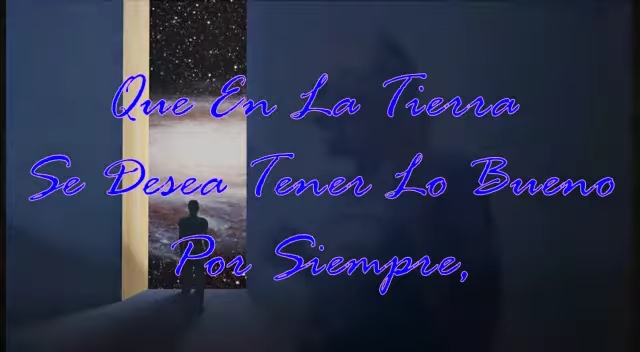 Que En La Tierra
Se Desea Tener Lo Bueno
Por Siempre,